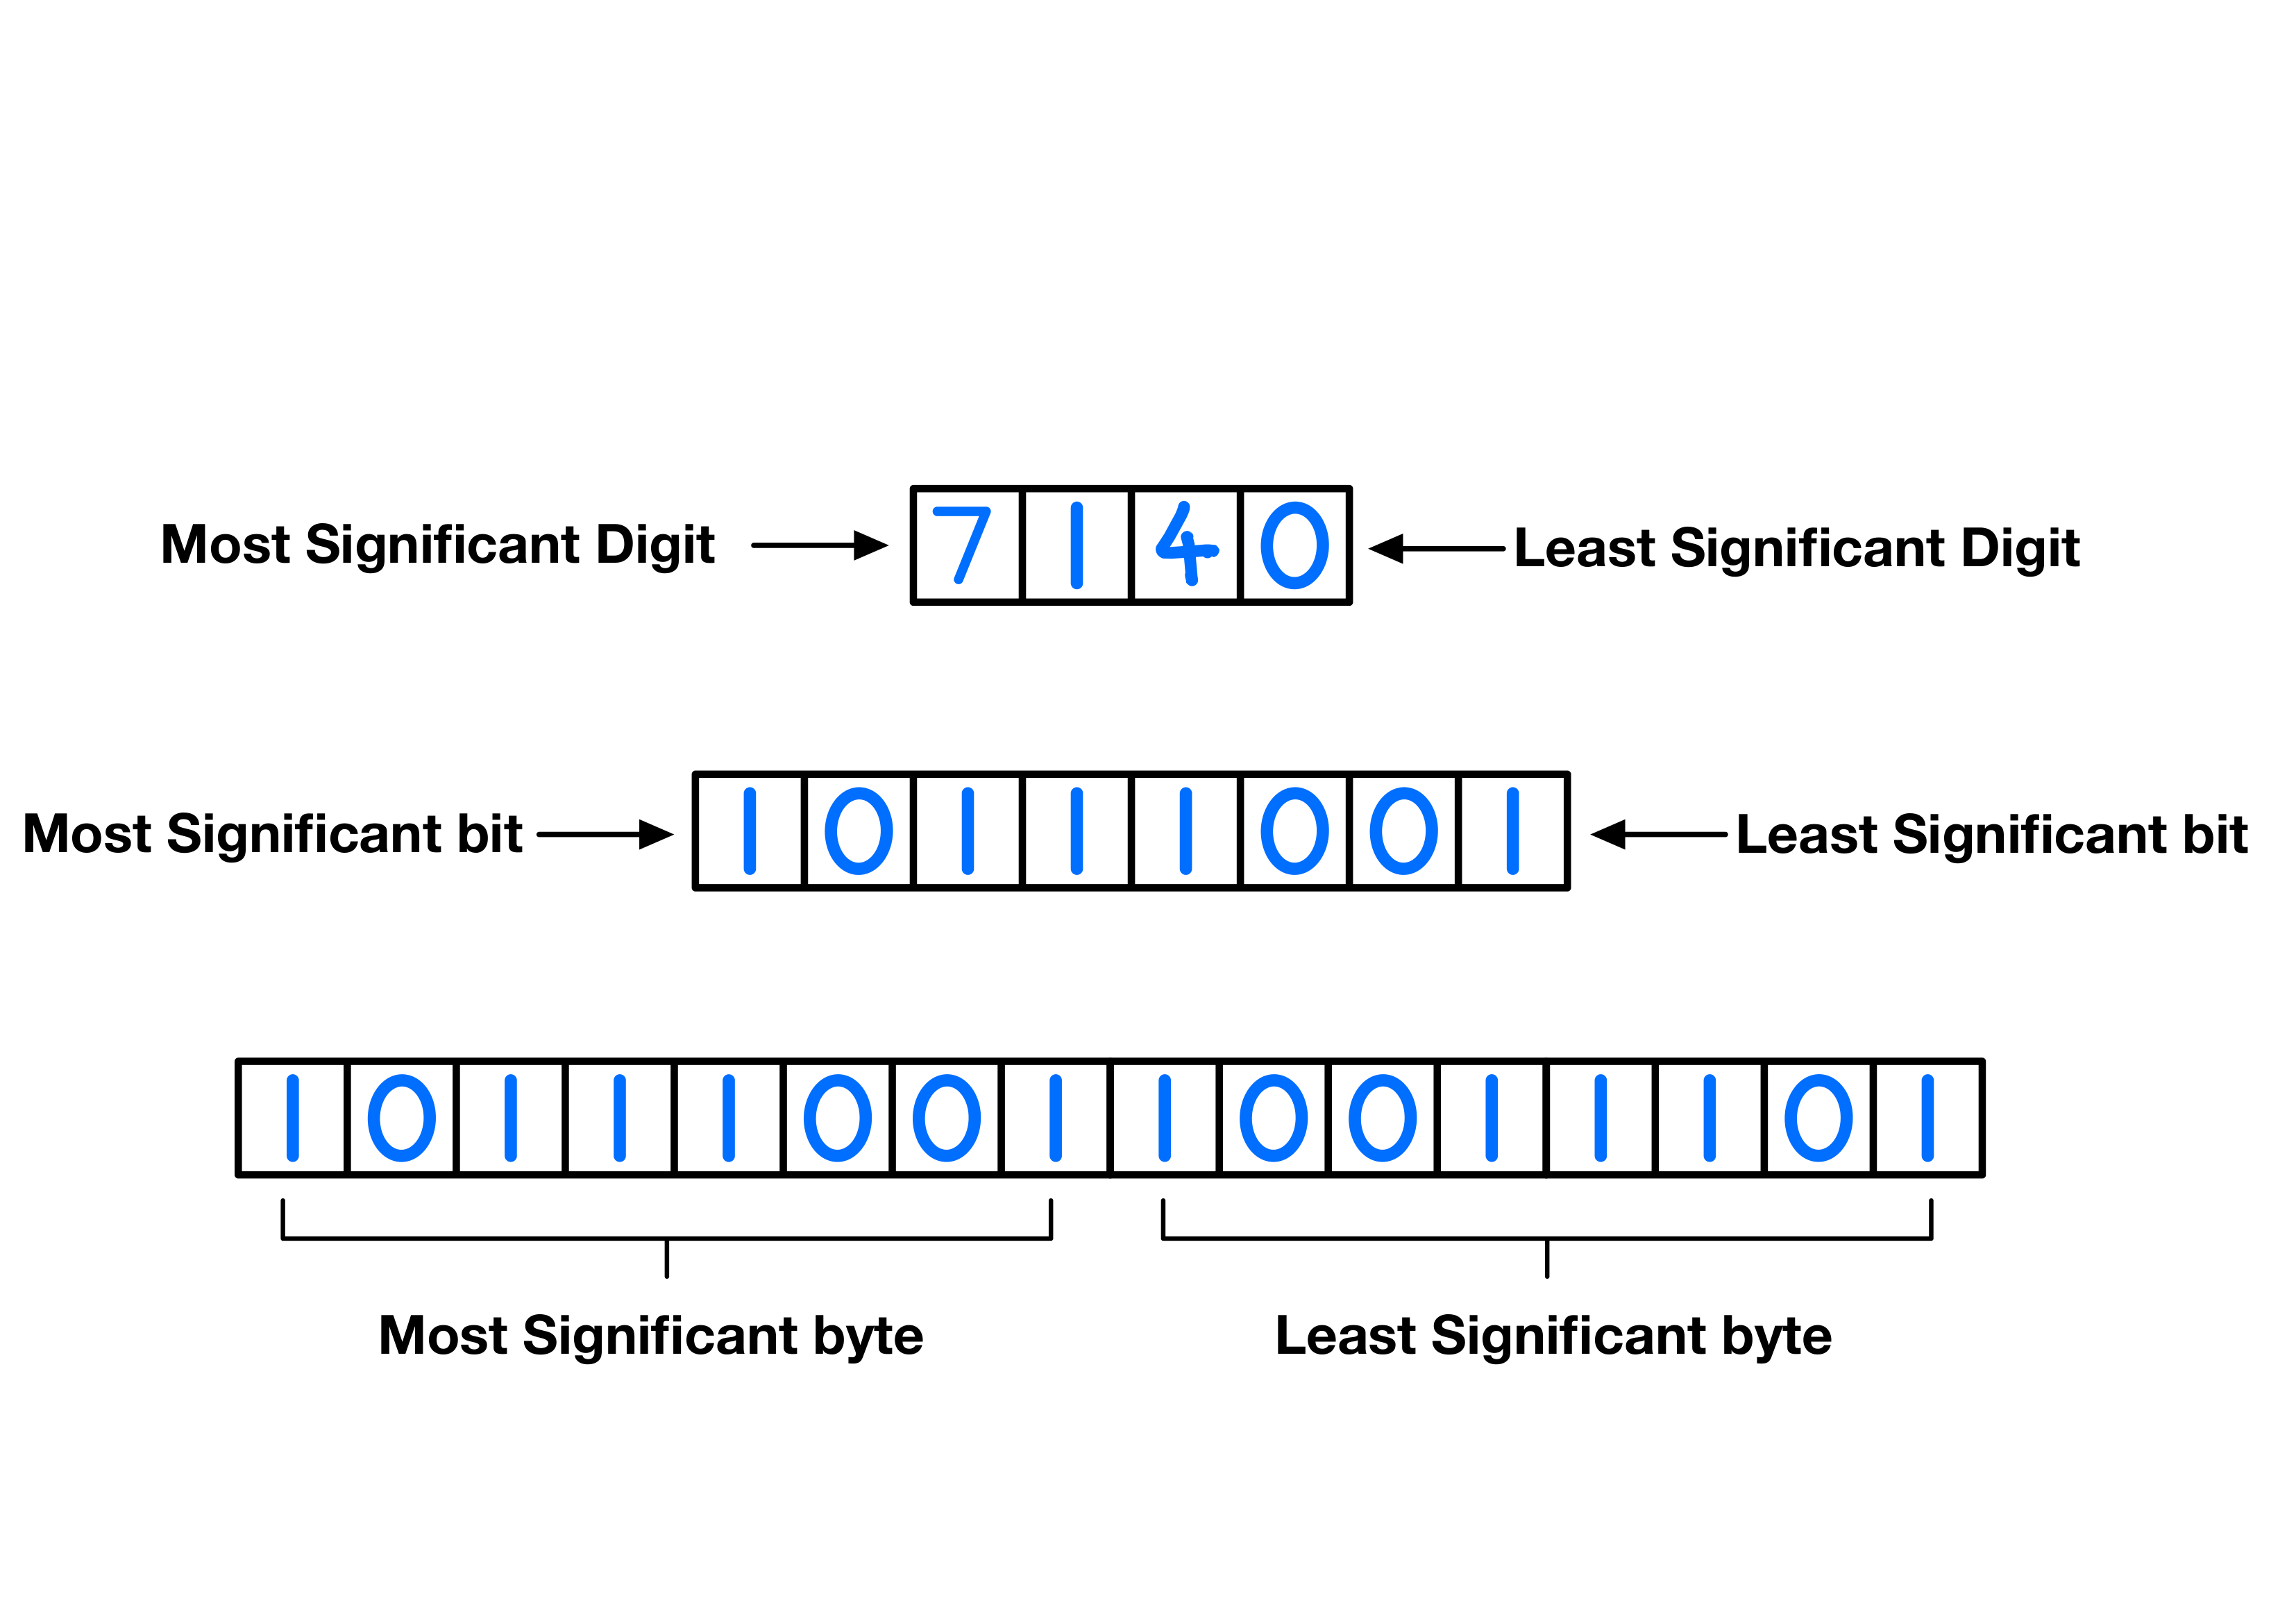 Most Significant Digit 7 1 4 0 Least Significant Digit
Most Significant bit 1 0 1 1 1 0 0 1 Least Significant bit
1 0 1 1 1 0 0 1 1 0 0 1 1 1 0 1
Most Significant byte Least Significant byte